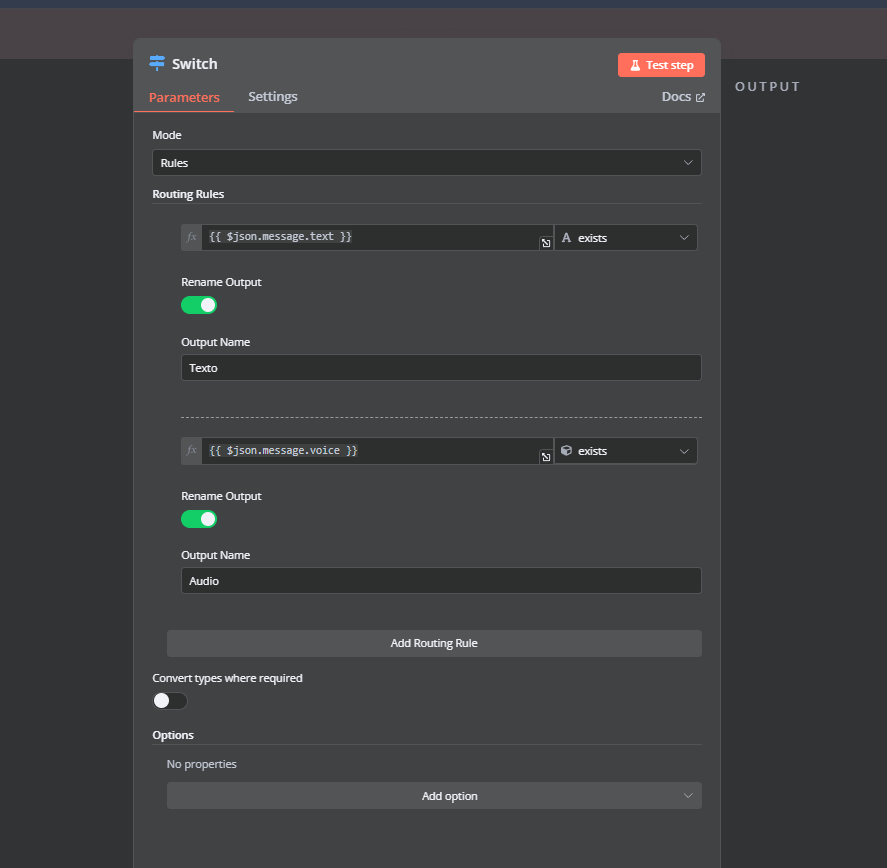 Switch
Test step
OUTPUT
Parameters
Settings
Docs
Mode
Rules
Routing Rules
fx {{ $json.message.text }}
A exists
Rename Output
Output Name
Texto
fx {{ $json.message.voice }}
exists
Rename Output
Output Name
Audio
Add Routing Rule
Convert types where required
Options
No properties
Add option